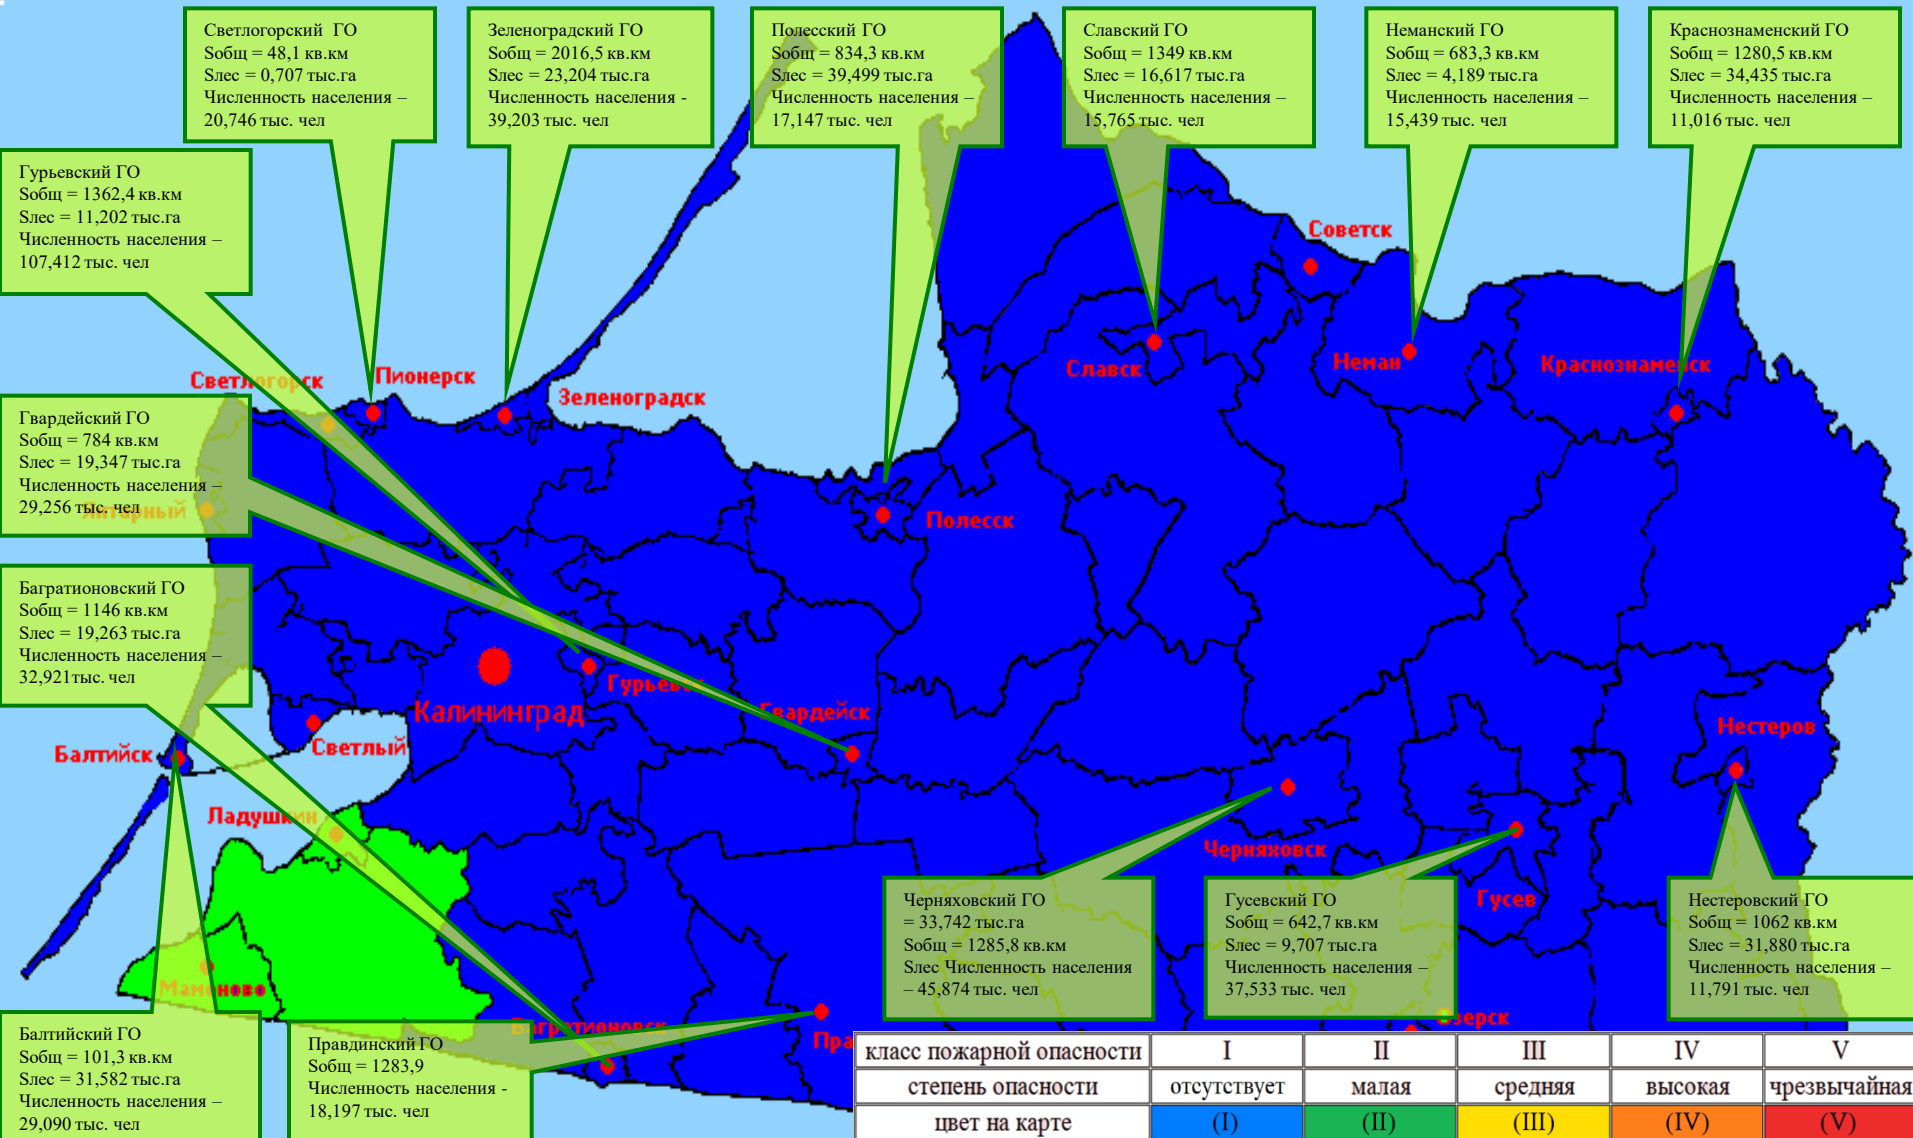 Светлогорский ГО
Sобщ = 48,1 кв.км
Sлес = 0,707 тыс.га
Численность населения –
20,746 тыс. чел
Зеленоградский ГО
Sобщ = 2016,5 кв.км
Sлес = 23,204 тыс.га
Численность населения -
39,203 тыс. чел
Полесский ГО
Sобщ = 834,3 кв.км
Sлес = 39,499 тыс.га
Численность населения –
17,147 тыс. чел
Славский ГО
Sобщ = 1349 кв.км
Sлес = 16,617 тыс.га
Численность населения –
15,765 тыс. чел
Неманский ГО
Sобщ = 683,3 кв.км
Sлес = 4,189 тыс.га
Численность населения –
15,439 тыс. чел
Краснознаменский ГО
Sобщ = 1280,5 кв.км
Sлес = 34,435 тыс.га
Численность населения –
11,016 тыс. чел
Гурьевский ГО
Sобщ = 1362,4 кв.км
Sлес = 11,202 тыс.га
Численность населения –
107,412 тыс. чел
Советск
Светлогорск
Пионерск
Зеленоградск
Славск
Неман
Краснознаменск
Гвардейский ГО
Sобщ = 784 кв.км
Sлес = 19,347 тыс.га
Численность населения –
29,256 тыс. чел
Янтарный
Полесск
Багратионовский ГО
Sобщ = 1146 кв.км
Sлес = 19,263 тыс.га
Численность населения –
32,921тыс. чел
Гурьевск
Калининград
Гвардейск
Нестеров
Балтийск
Светлый
Ладушкин
Черняховск
Гусев
Мамоново
Черняховский ГО
= 33,742 тыс.га
Sобщ = 1285,8 кв.км
Sлес Численность населения
– 45,874 тыс. чел
Гусевский ГО
Sобщ = 642,7 кв.км
Sлес = 9,707 тыс.га
Численность населения –
37,533 тыс. чел
Нестеровский ГО
Sобщ = 1062 кв.км
Sлес = 31,880 тыс.га
Численность населения –
11,791 тыс. чел
Балтийский ГО
Sобщ = 101,3 кв.км
Sлес = 31,582 тыс.га
Численность населения –
29,090 тыс. чел
Багратионовск
Правдинский ГО
Sобщ = 1283,9
Численность населения -
18,197 тыс. чел
Пра
Озерск
класс пожарной опасности I II III IV V
степень опасности отсутствует малая средняя высокая чрезвычайная
цвет на карте (I) (II) (III) (IV) (V)